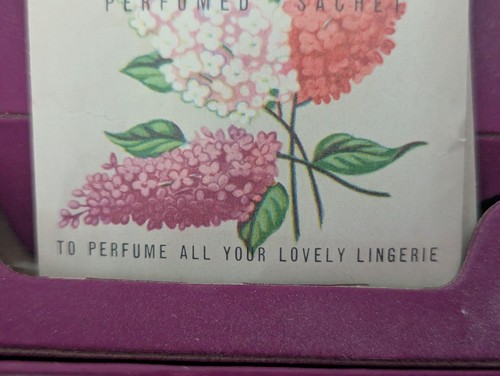 PERFUMED SACHET
TO PERFUME ALL YOUR LOVELY LINGERIE